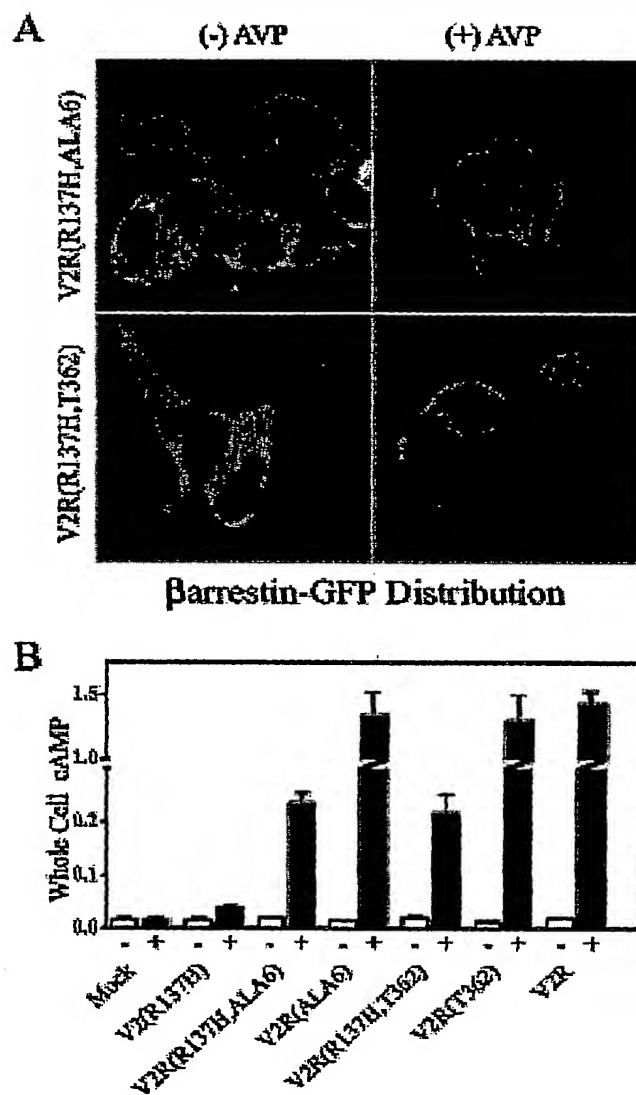 A
(-) AVP (+) AVP
V2R(R137H,ALA6)
V2R(R137H,T362)
βarrestin-GFP Distribution
B
Whole Cell cAMP
1.5
1.0
0.2
0.1
0.0
- + - + - + - + - + - + - +
Mock
V2(R137H)
V2R(R137H,ALA6)
V2R(ALA6)
V2R(R137H,T362)
V2R(T362)
V2R